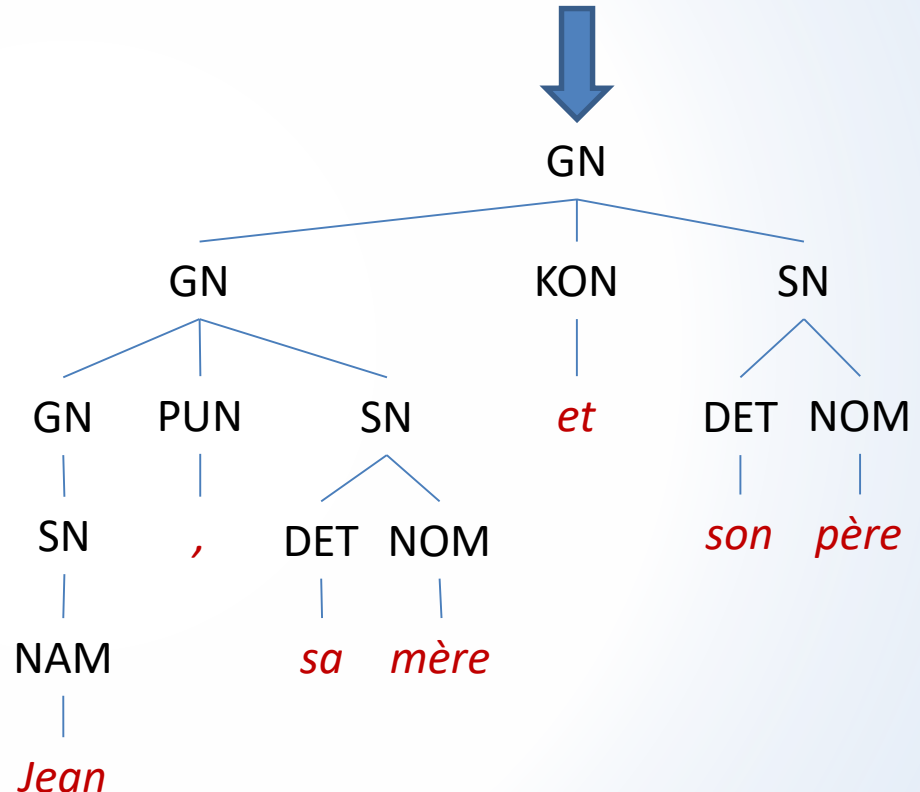 GN
GN KON SN
GN PUN SN et DET NOM
SN , DET NOM son père
NAM sa mère
Jean